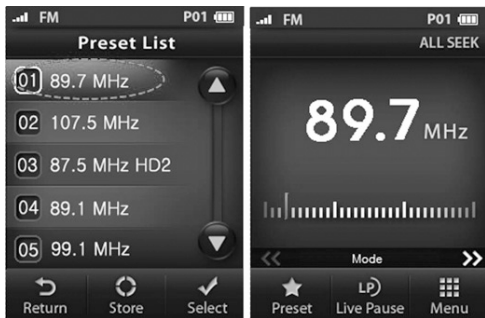 FM P01
Preset List
01 89.7 MHz
02 107.5 MHz
03 87.5 MHz HD2
04 89.1 MHz
05 99.1 MHz
Return Store Select
FM P01
ALL SEEK
89.7 MHz
Mode
LP
Preset Live Pause Menu